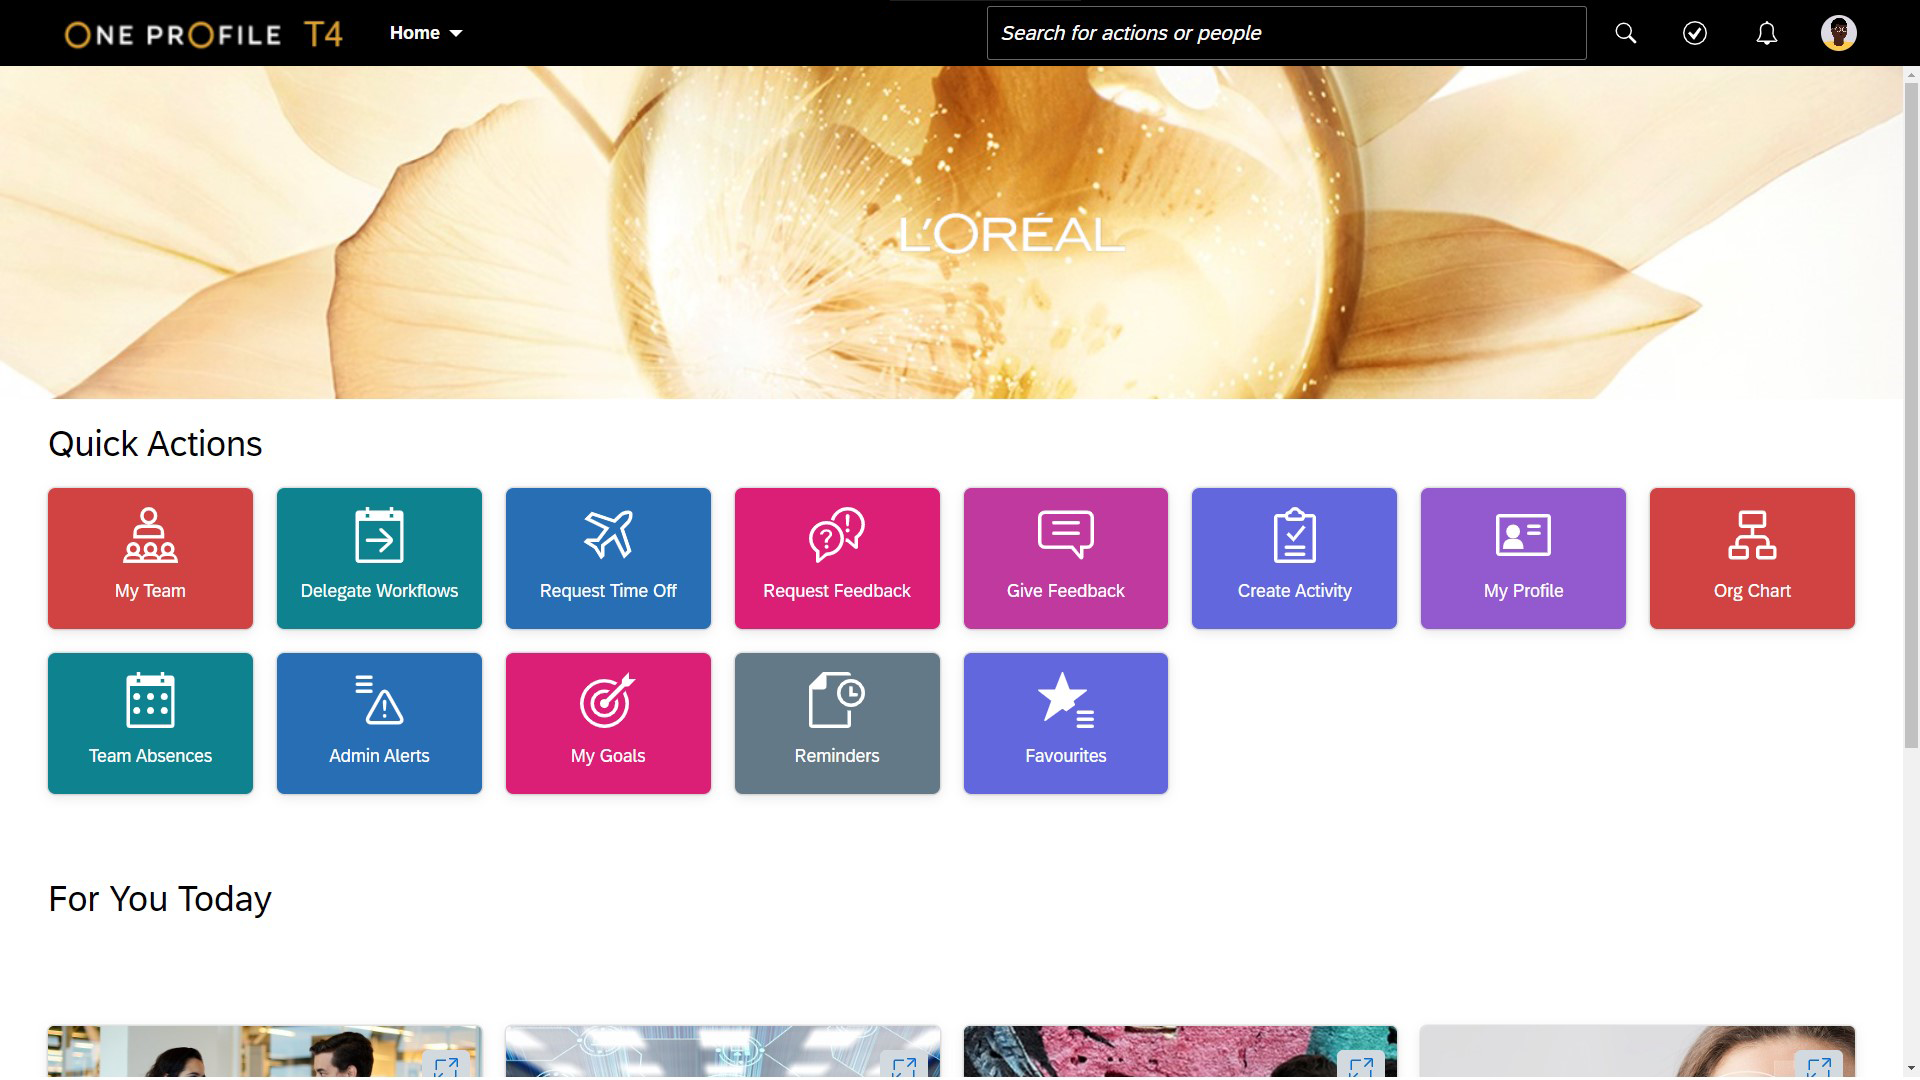 ONE PROFILE T4
Home
Search for actions or people
L'ORÉAL
Quick Actions
My Team
Delegate Workflows
Request Time Off
Request Feedback
Give Feedback
Create Activity
My Profile
Org Chart
Team Absences
Admin Alerts
My Goals
Reminders
Favourites
For You Today